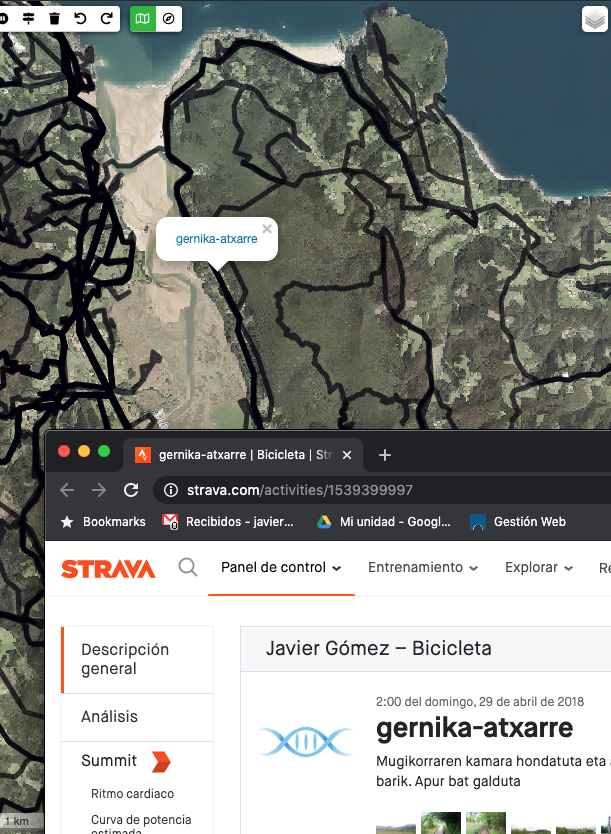 gernika-atxarre
gernika-atxarre | Bicicleta | Str
strava.com/activities/1539399997
Bookmarks
Recibidos - javier...
Mi unidad - Googl...
Gestión Web
STRAVA
Panel de control
Entrenamiento
Explorar
Re
Descripción
general
Análisis
Summit
Ritmo cardiaco
Curva de potencia
estimada
Javier Gómez – Bicicleta
2:00 del domingo, 29 de abril de 2018
gernika-atxarre
Mugikorraren kamara hondatuta eta
barik. Apur bat galduta
1 km